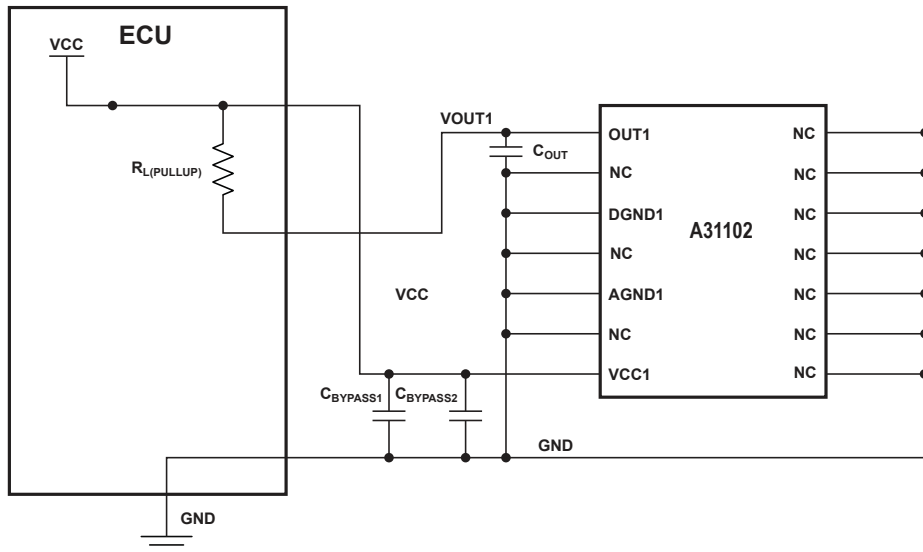 ECU
VCC
VOUT1
R_L(PULLUP)
C_OUT
OUT1 NC
NC NC
DGND1 NC
A31102
NC NC
AGND1 NC
VCC
NC NC
VCC1 NC
C_BYPASS1 C_BYPASS2
GND
GND